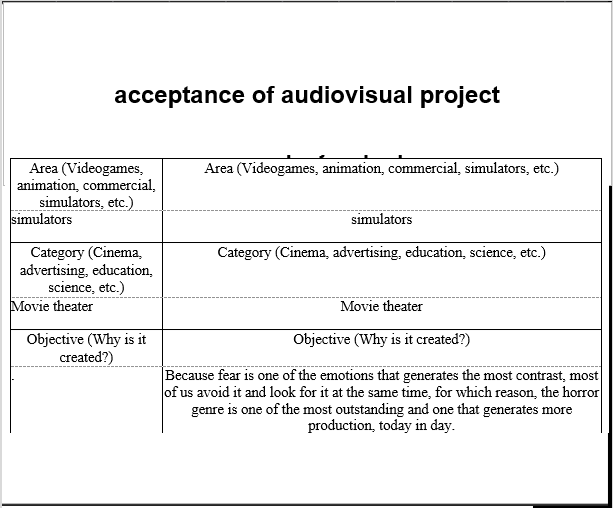 acceptance of audiovisual project
Area (Videogames,
animation, commercial,
simulators, etc.)
Area (Videogames, animation, commercial, simulators, etc.)
simulators
simulators
Category (Cinema,
advertising, education,
science, etc.)
Category (Cinema, advertising, education, science, etc.)
Movie theater
Movie theater
Objective (Why is it
created?)
Objective (Why is it created?)
.
Because fear is one of the emotions that generates the most contrast, most
of us avoid it and look for it at the same time, for which reason, the horror
genre is one of the most outstanding and one that generates more
production, today in day.